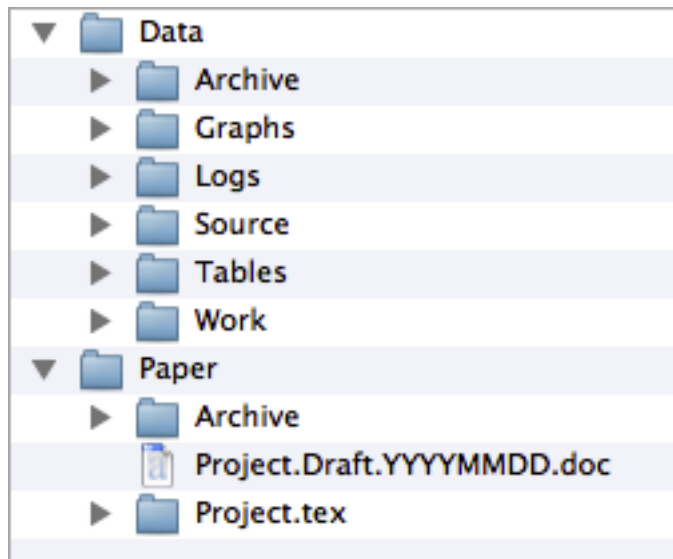 Data
Archive
Graphs
Logs
Source
Tables
Work
Paper
Archive
Project.Draft.YYYYMMDD.doc
Project.tex